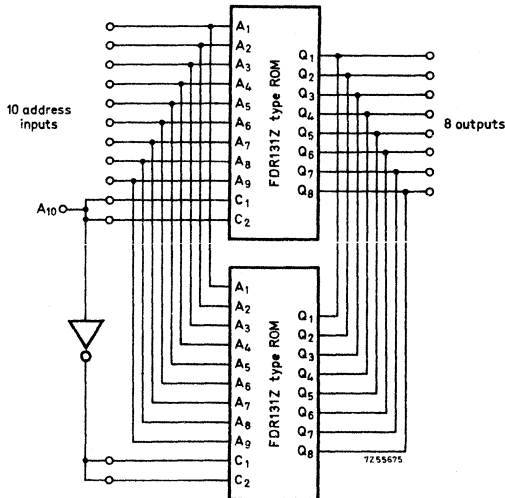 10 address
inputs
A10
A1
A2
A3
A4
A5
A6
A7
A8
A9
C1
C2
FDR131Z type ROM
Q1
Q2
Q3
Q4
Q5
Q6
Q7
Q8
8 outputs
A1
A2
A3
A4
A5
A6
A7
A8
A9
C1
C2
FDR131Z type ROM
Q1
Q2
Q3
Q4
Q5
Q6
Q7
Q8
7Z55675